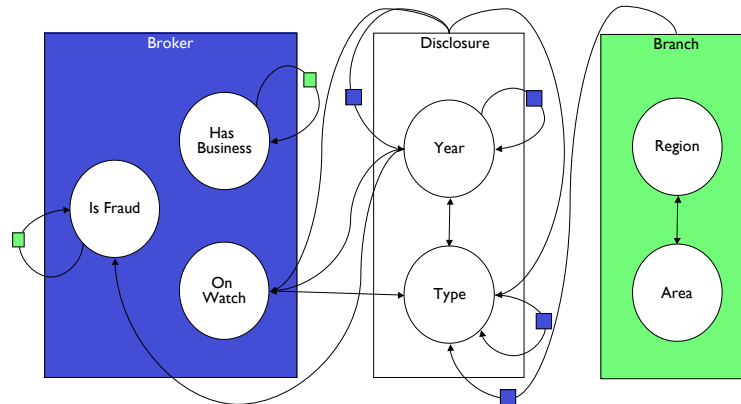 Broker
Disclosure
Branch
Has
Business
Year
Region
Is Fraud
On
Watch
Type
Area